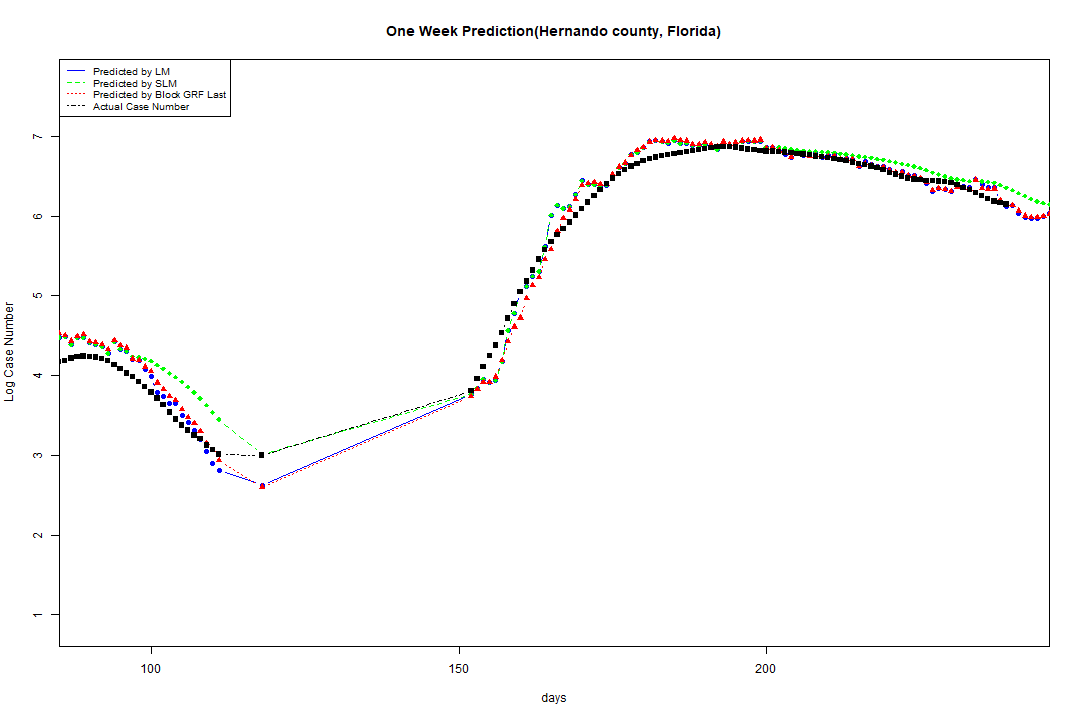 One Week Prediction(Hernando county, Florida)
Predicted by LM
Predicted by SLM
Predicted by Block GRF Last
Actual Case Number
7
6
5
4
3
2
1
Log Case Number
100
150
200
days